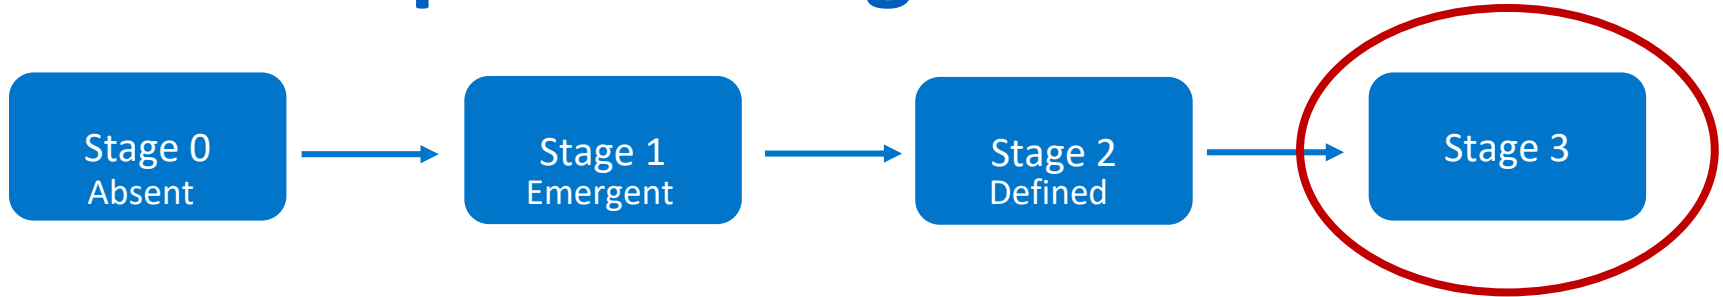 Stage 0
Absent
Stage 1
Emergent
Stage 2
Defined
Stage 3